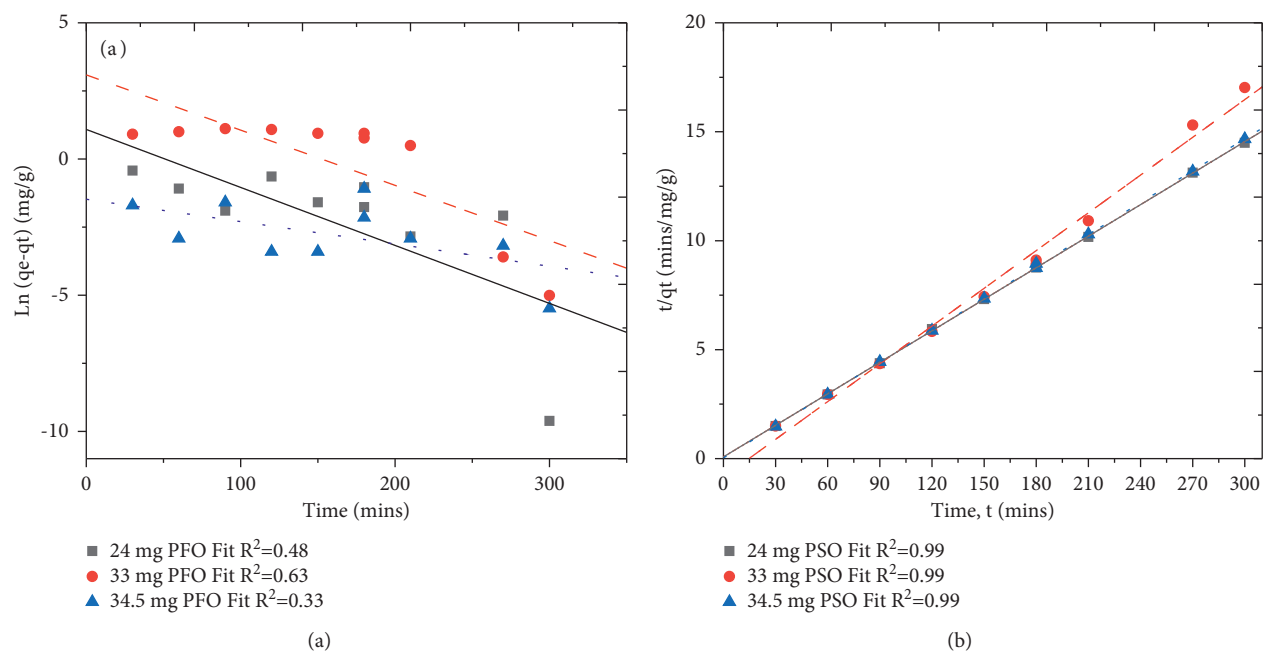 (a)
5
0
-5
-10
Ln (qe-qt) (mg/g)
0 100 200 300
Time (mins)
24 mg PFO Fit R²=0.48
33 mg PFO Fit R²=0.63
34.5 mg PFO Fit R²=0.33
(a)
20
15
10
5
0
t/qt (mins/mg/g)
0 30 60 90 120 150 180 210 240 270 300
Time, t (mins)
24 mg PSO Fit R²=0.99
33 mg PSO Fit R²=0.99
34.5 mg PSO Fit R²=0.99
(b)